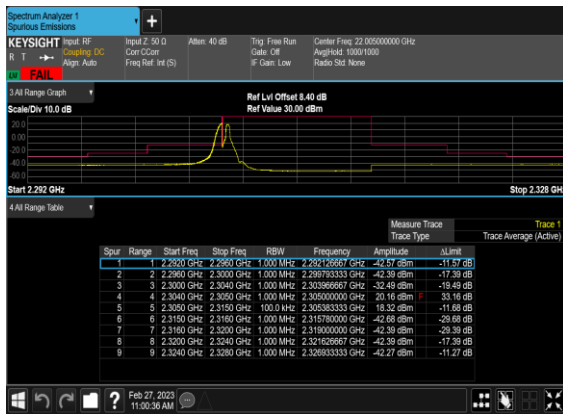 Spectrum Analyzer 1
Spurious Emissions
KEYSIGHT Input: RF Input Z: 50 Ω Atten: 40 dB Trig: Free Run Center Freq: 22.005000000 GHz
R T Coupling: DC Corr CCorr Gate: Off Avg|Hold: 1000/1000
Align: Auto Freq Ref: Int (S) IF Gain: Low Radio Std: None
FAIL
3 All Range Graph
Scale/Div 10.0 dB
Ref Lvl Offset 8.40 dB
Ref Value 30.00 dBm
20.0
0.00
-20.0
-40.0
-60.0
Start 2.292 GHz Stop 2.328 GH
4 All Range Table
Measure Trace Trace 1
Trace Type Trace Average (Active)
Spur Range Start Freq Stop Freq RBW Frequency Amplitude ΔLimit
1 1 2.2920 GHz 2.2960 GHz 1.000 MHz 2.292126667 GHz -42.57 dBm -11.57 dB
2 2 2.2960 GHz 2.3000 GHz 1.000 MHz 2.299793333 GHz -42.39 dBm -17.39 dB
3 3 2.3000 GHz 2.3040 GHz 1.000 MHz 2.303966667 GHz -32.49 dBm -19.49 dB
4 4 2.3040 GHz 2.3050 GHz 1.000 MHz 2.305000000 GHz 20.16 dBm F 33.16 dB
5 5 2.3050 GHz 2.3150 GHz 100.0 kHz 2.305383333 GHz 18.32 dBm -11.68 dB
6 6 2.3150 GHz 2.3160 GHz 1.000 MHz 2.315780000 GHz -42.68 dBm -29.68 dB
7 7 2.3160 GHz 2.3200 GHz 1.000 MHz 2.319000000 GHz -42.39 dBm -29.39 dB
8 8 2.3200 GHz 2.3240 GHz 1.000 MHz 2.321626667 GHz -42.39 dBm -17.39 dB
9 9 2.3240 GHz 2.3280 GHz 1.000 MHz 2.326933333 GHz -42.27 dBm -11.27 dB
Feb 27, 2023
11:00:36 AM